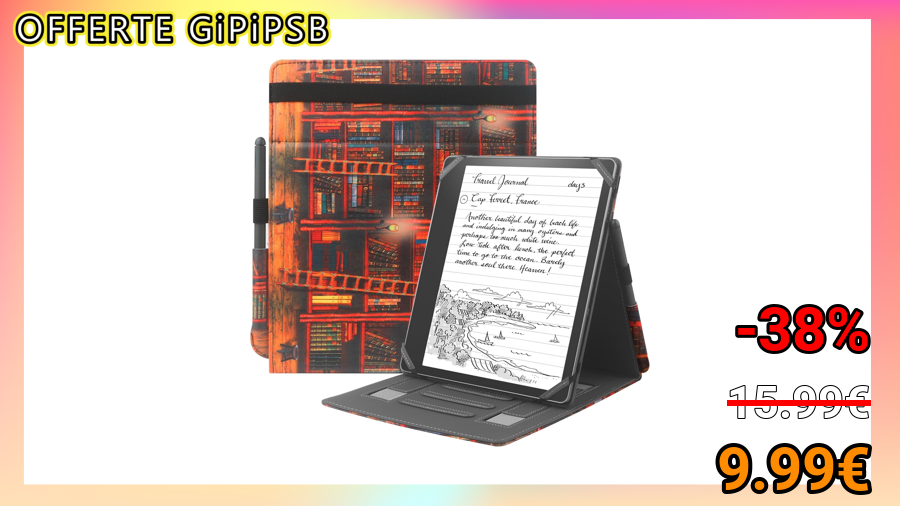 OFFERTE GiPiPSB
Travel Journal days
Cap Ferret, France
Another beautiful day of beach life
and indulging in many oysters and
perhaps too much white wine.
Low tide after lunch, the perfect
time to go to the ocean. Barely
another soul there. Heaven!
-38%
15.99€
9.99€